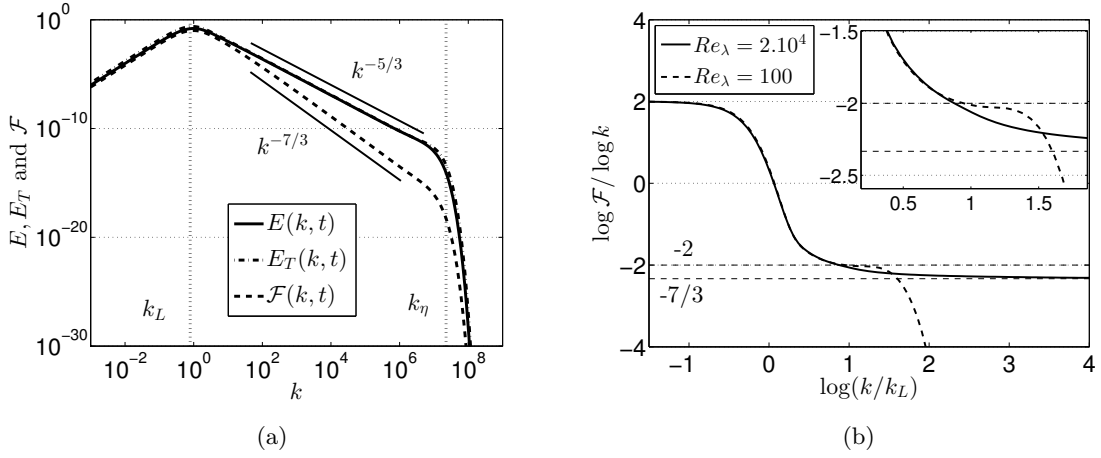 E, E_T and F
10^0
10^{-10}
10^{-20}
10^{-30}
k^{-5/3}
k^{-7/3}
E(k, t)
E_T(k, t)
F(k, t)
k_L
k_η
10^{-2} 10^0 10^2 10^4 10^6 10^8
k
(a)
log F / log k
4
2
0
−2
−4
Re_λ = 2.10^4
Re_λ = 100
-2
-7/3
−1.5
−2
−2.5
0.5 1 1.5
−1 0 1 2 3 4
log(k/k_L)
(b)